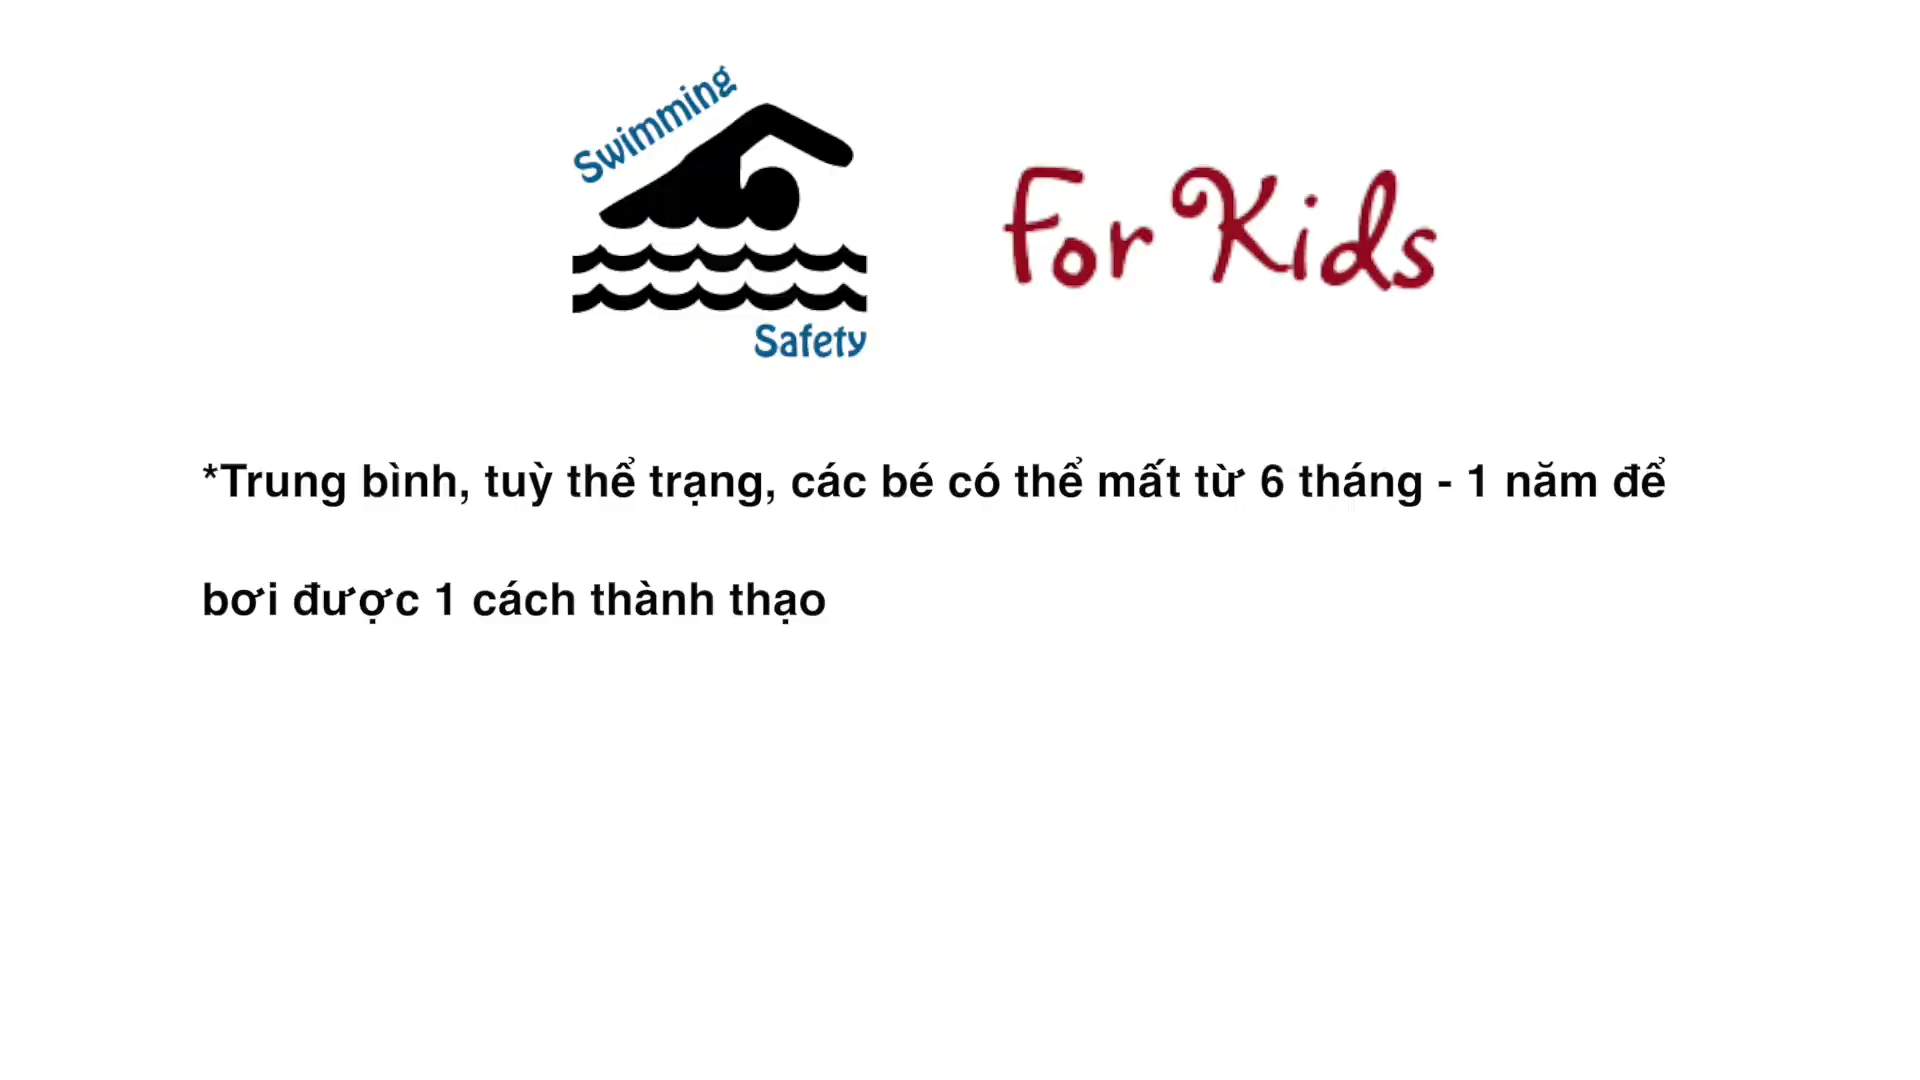 Swimming
Safety
For Kids
*Trung bình, tuỳ thể trạng, các bé có thể mất từ 6 tháng - 1 năm để
bơi được 1 cách thành thạo